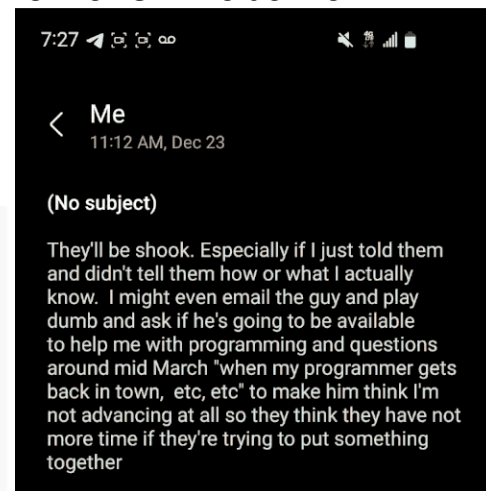 7:27
Me
11:12 AM, Dec 23
(No subject)
They'll be shook. Especially if I just told them
and didn't tell them how or what I actually
know.  I might even email the guy and play
dumb and ask if he's going to be available
to help me with programming and questions
around mid March "when my programmer gets
back in town,  etc, etc" to make him think I'm
not advancing at all so they think they have not
more time if they're trying to put something
together